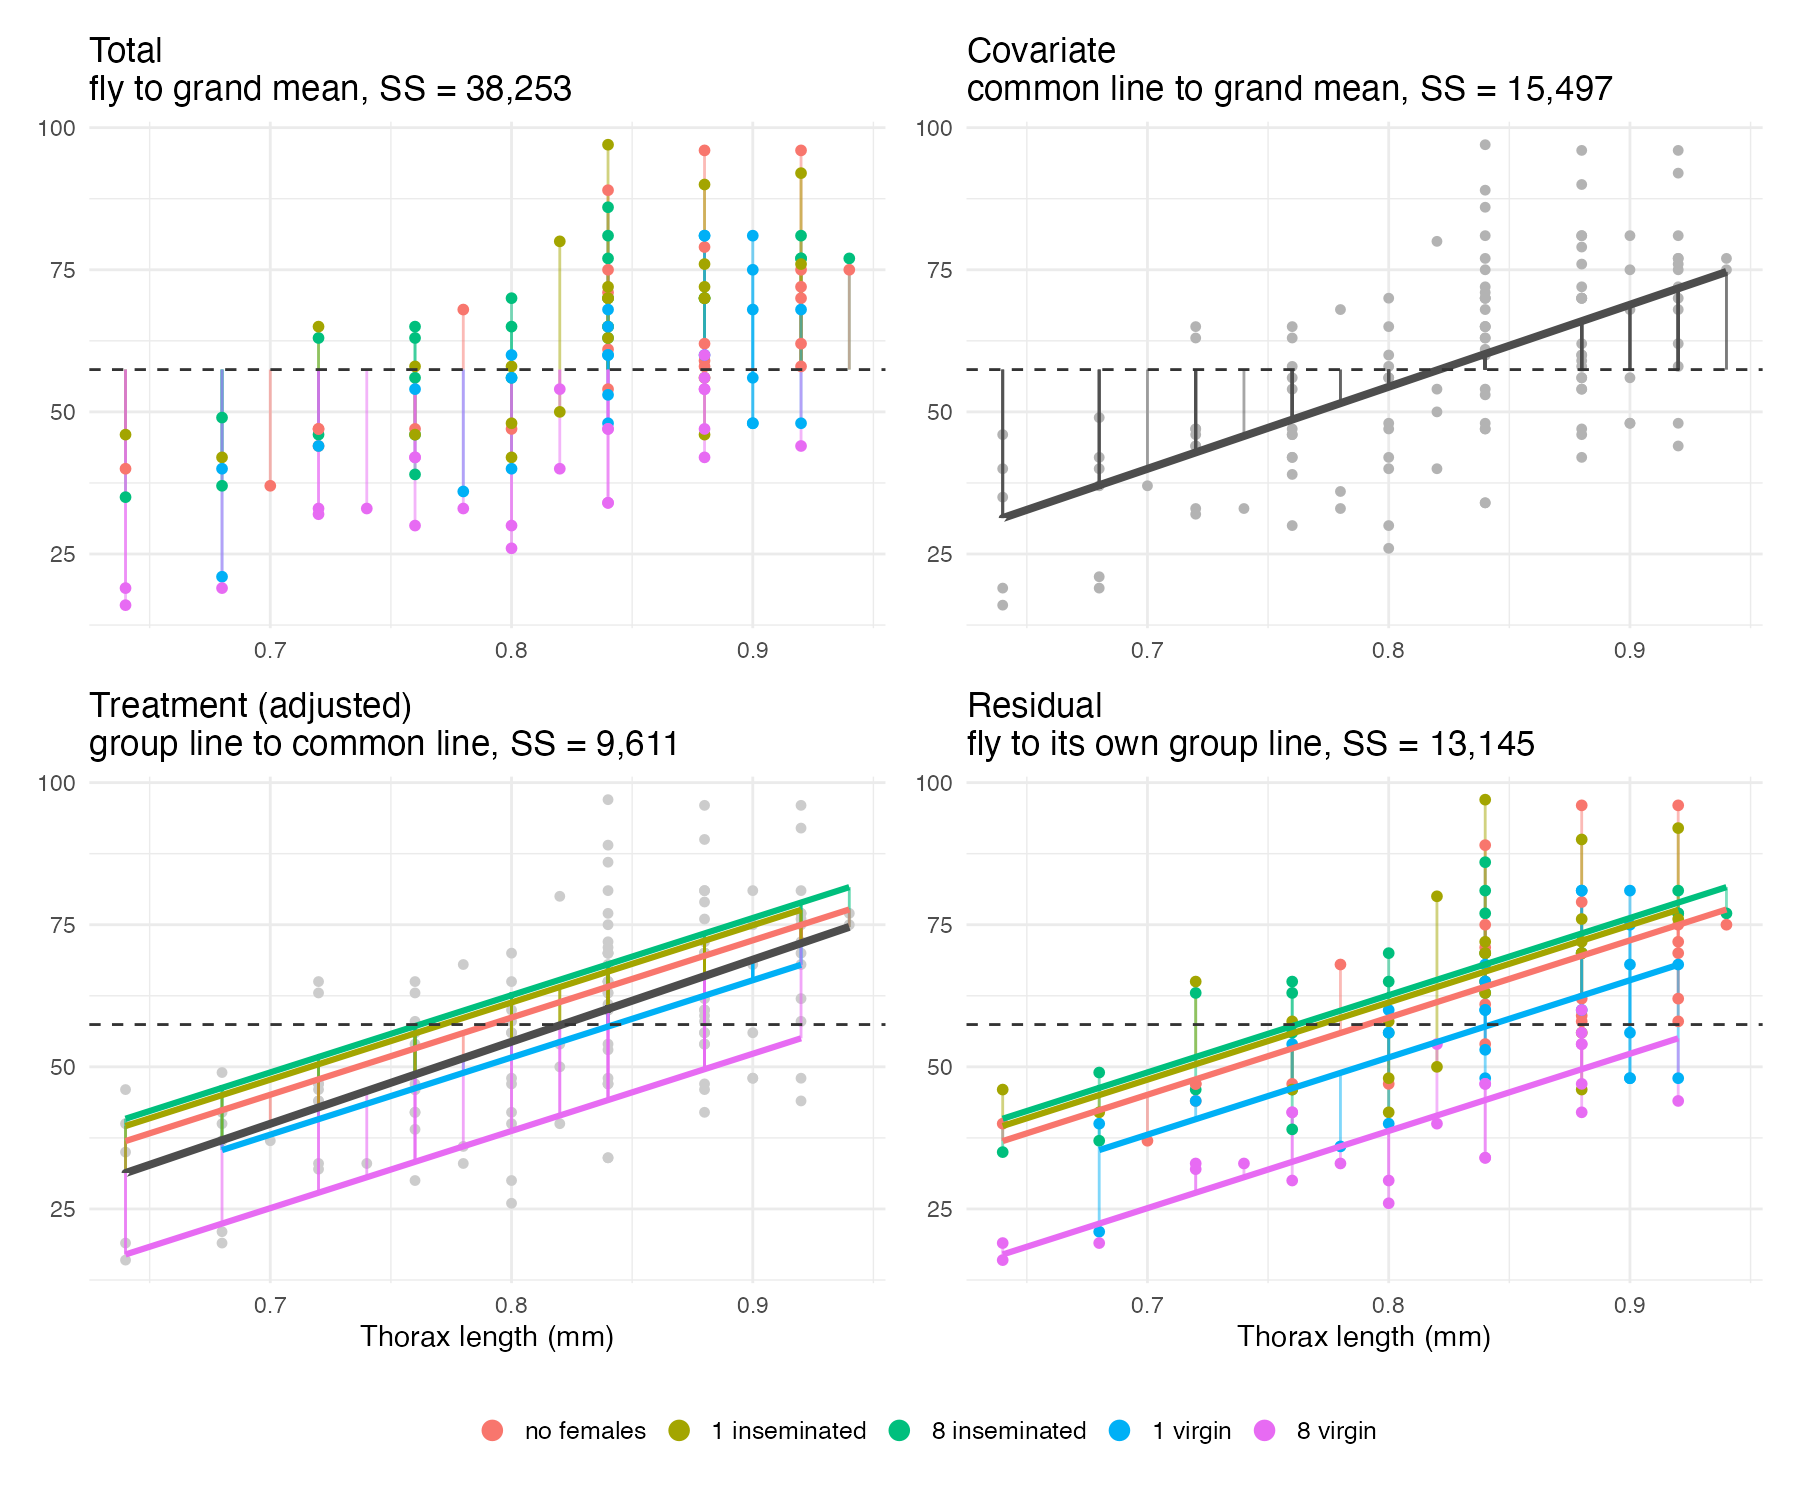 Total
fly to grand mean, SS = 38,253
100
75
50
25
0.7 0.8 0.9
Covariate
common line to grand mean, SS = 15,497
100
75
50
25
0.7 0.8 0.9
Treatment (adjusted)
group line to common line, SS = 9,611
100
75
50
25
0.7 0.8 0.9
Thorax length (mm)
Residual
fly to its own group line, SS = 13,145
100
75
50
25
0.7 0.8 0.9
Thorax length (mm)
no females 1 inseminated 8 inseminated 1 virgin 8 virgin